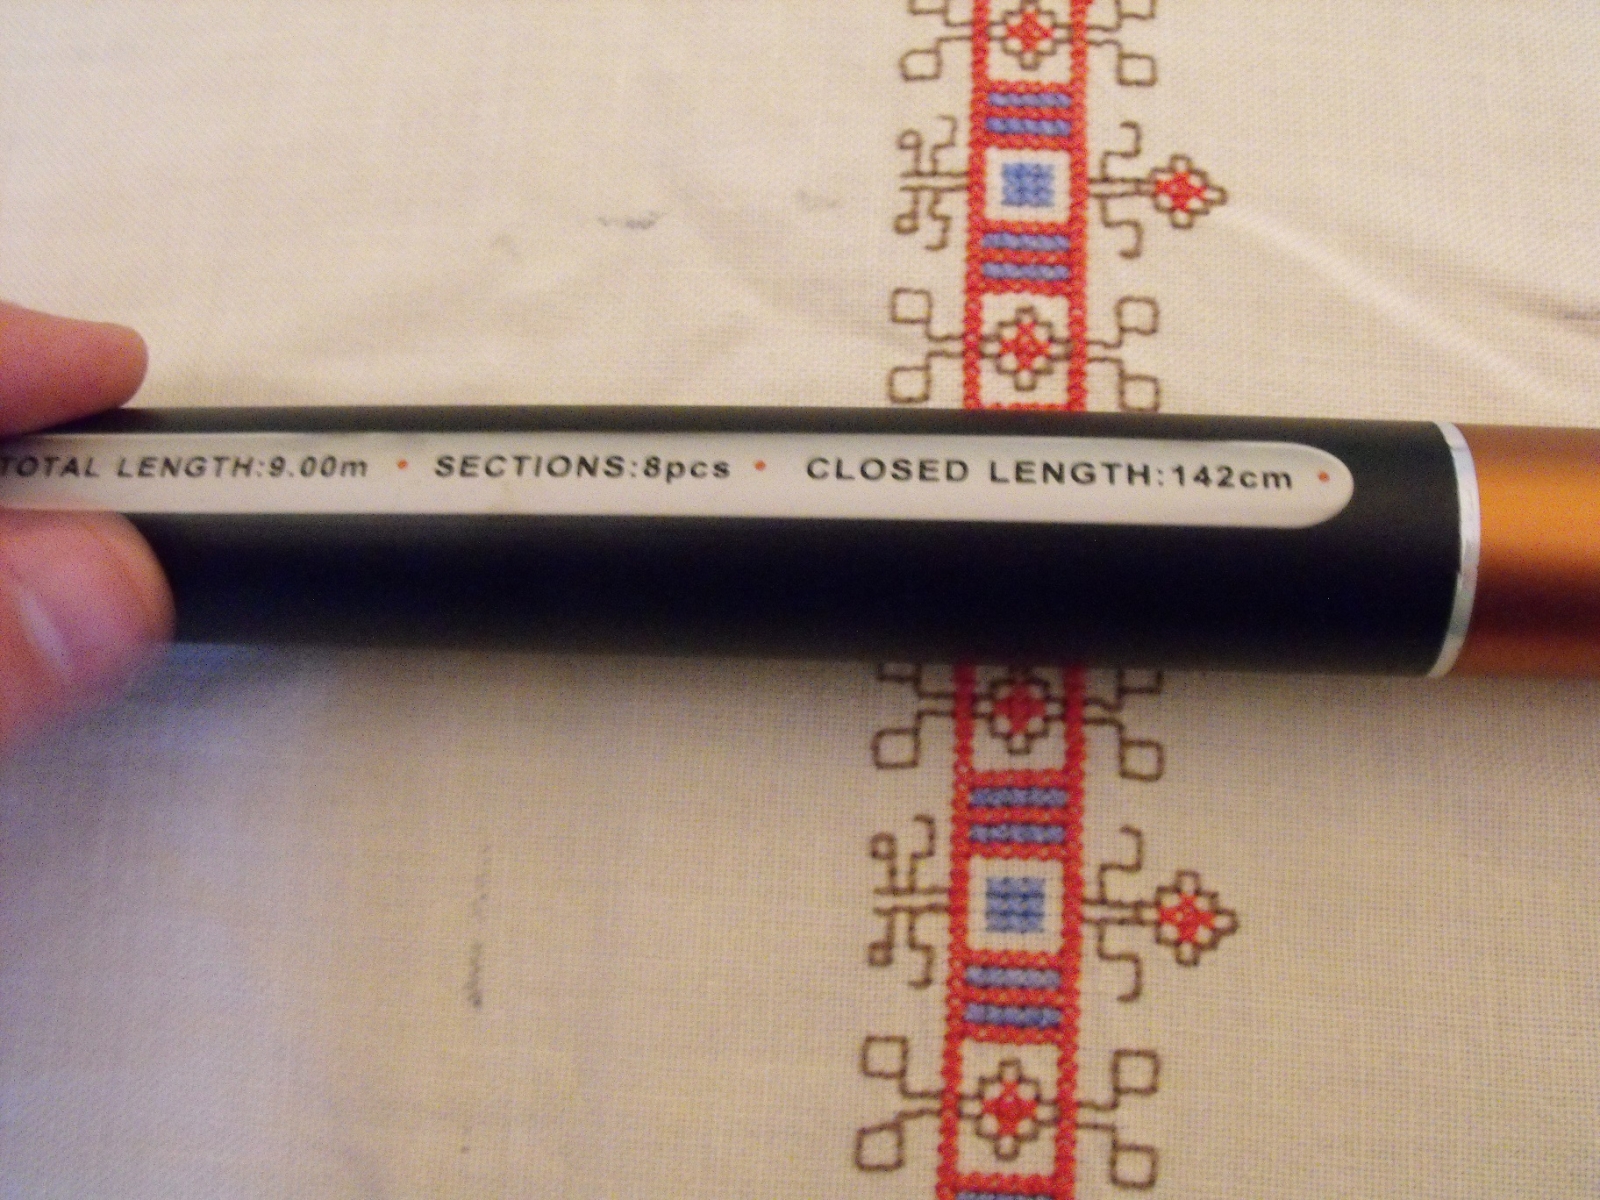 TOTAL LENGTH:9.00m • SECTIONS:8pcs • CLOSED LENGTH:142cm •